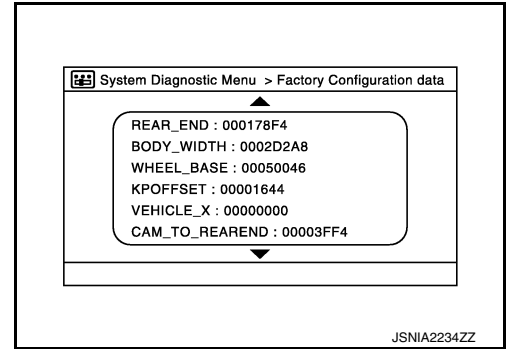 System Diagnostic Menu > Factory Configuration data
REAR_END : 000178F4
BODY_WIDTH : 0002D2A8
WHEEL_BASE : 00050046
KPOFFSET : 00001644
VEHICLE_X : 00000000
CAM_TO_REAREND : 00003FF4
JSNIA2234ZZ